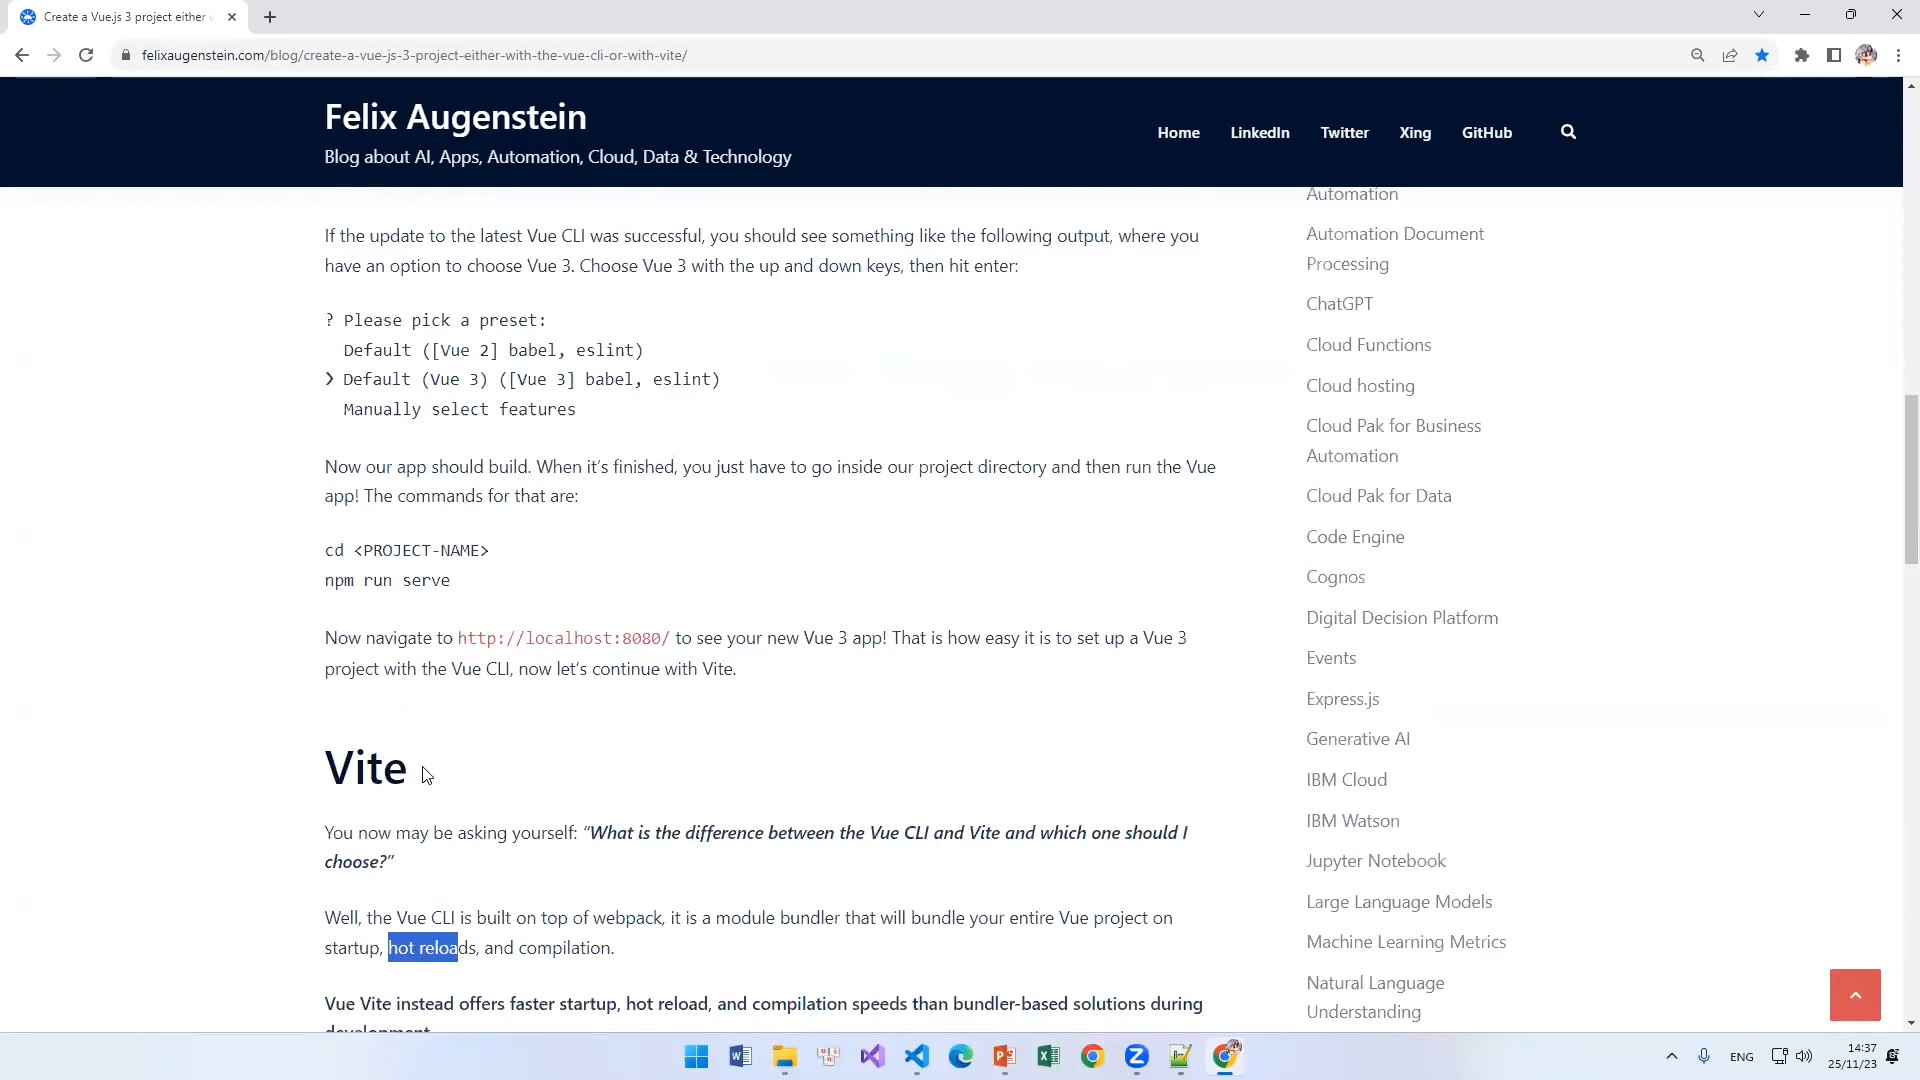 Create a Vue.js 3 project either
felixaugenstein.com/blog/create-a-vue-js-3-project-either-with-the-vue-cli-or-with-vite/
Felix Augenstein
Blog about AI, Apps, Automation, Cloud, Data & Technology
Home
LinkedIn
Twitter
Xing
GitHub
If the update to the latest Vue CLI was successful, you should see something like the following output, where you
have an option to choose Vue 3. Choose Vue 3 with the up and down keys, then hit enter:
? Please pick a preset:
Default ([Vue 2] babel, eslint)
❯ Default (Vue 3) ([Vue 3] babel, eslint)
Manually select features
Now our app should build. When it’s finished, you just have to go inside our project directory and then run the Vue
app! The commands for that are:
cd <PROJECT-NAME>
npm run serve
Now navigate to http://localhost:8080/ to see your new Vue 3 app! That is how easy it is to set up a Vue 3
project with the Vue CLI, now let’s continue with Vite.
Vite
You now may be asking yourself: “What is the difference between the Vue CLI and Vite and which one should I
choose?”
Well, the Vue CLI is built on top of webpack, it is a module bundler that will bundle your entire Vue project on
startup, hot reloads, and compilation.
Vue Vite instead offers faster startup, hot reload, and compilation speeds than bundler-based solutions during
development
Automation
Automation Document
Processing
ChatGPT
Cloud Functions
Cloud hosting
Cloud Pak for Business
Automation
Cloud Pak for Data
Code Engine
Cognos
Digital Decision Platform
Events
Express.js
Generative AI
IBM Cloud
IBM Watson
Jupyter Notebook
Large Language Models
Machine Learning Metrics
Natural Language
Understanding
ENG
14:37
25/11/23